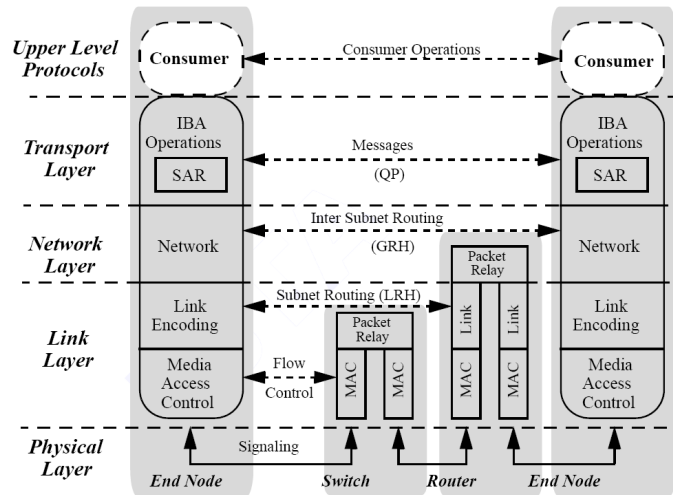 Upper Level
Protocols
Consumer
Consumer Operations
Consumer
Transport
Layer
IBA
Operations
SAR
Messages
(QP)
IBA
Operations
SAR
Network
Layer
Network
Inter Subnet Routing
(GRH)
Packet
Relay
Network
Link
Layer
Link
Encoding
Subnet Routing (LRH)
Packet
Relay
Link
Link
Link
Encoding
Media
Access
Control
Flow
Control
MAC
MAC
MAC
MAC
Media
Access
Control
Physical
Layer
Signaling
End Node
Switch
Router
End Node